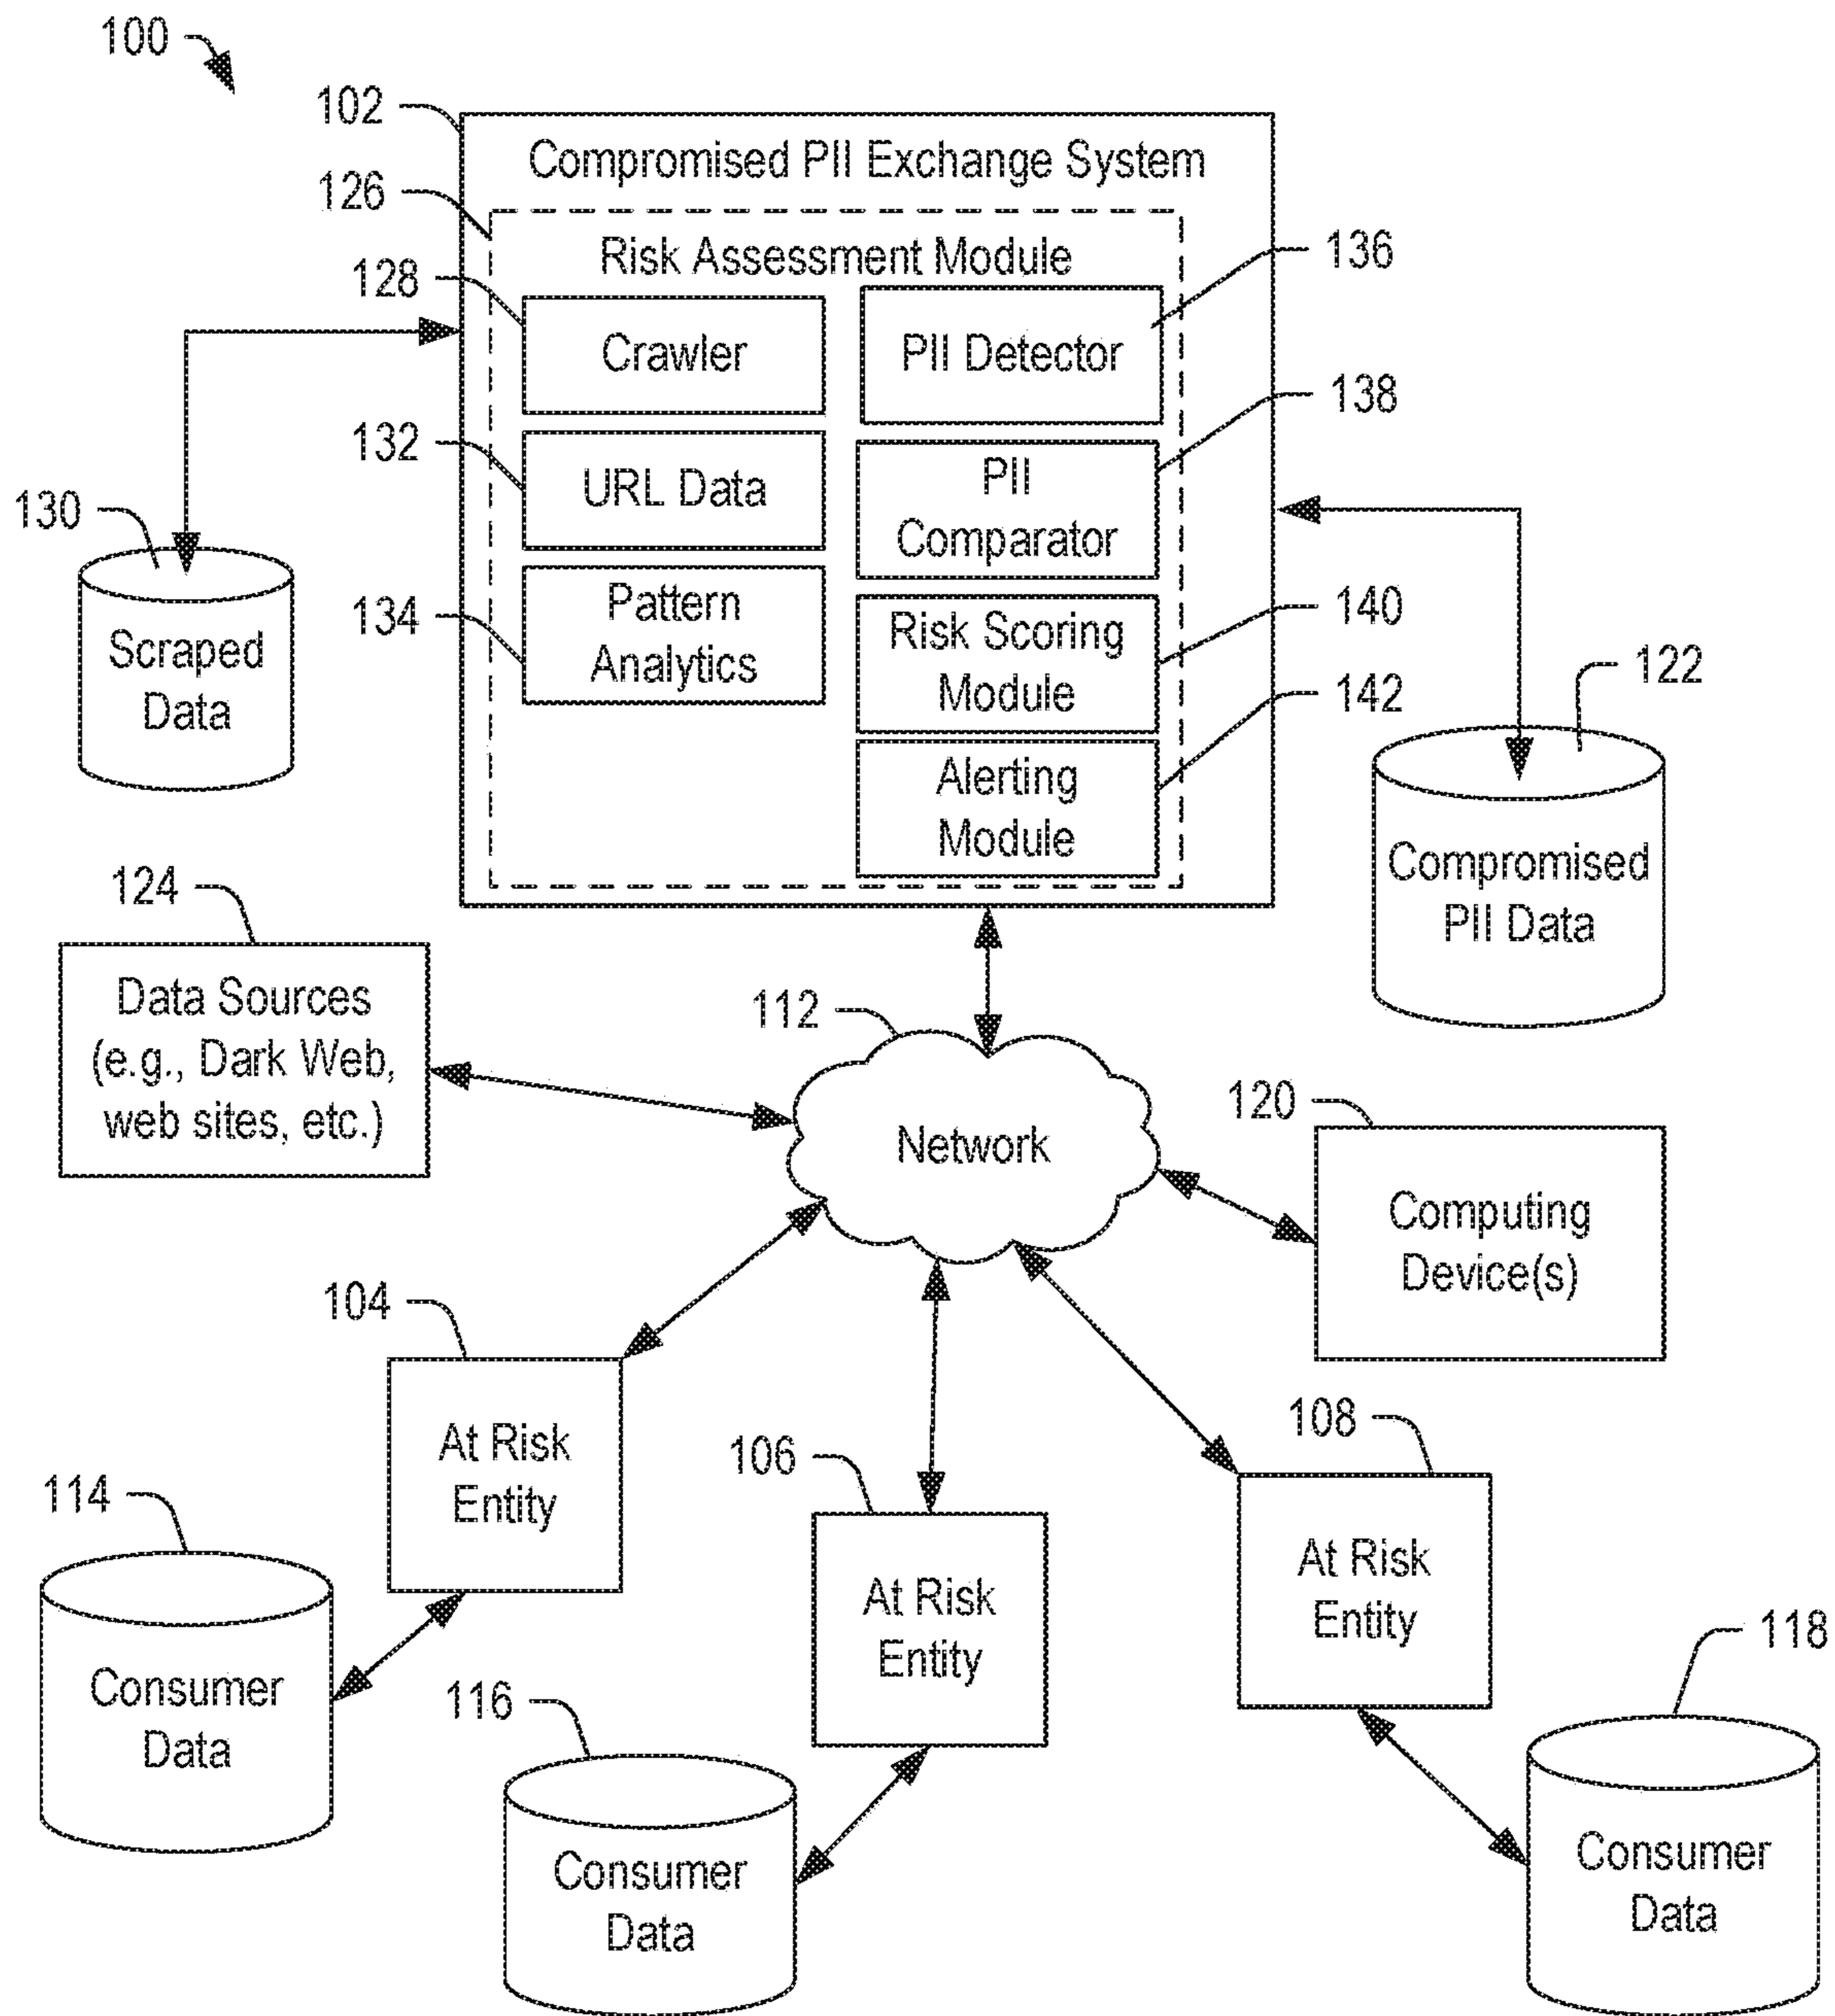 100
102
Compromised PII Exchange System
126
Risk Assessment Module
128
Crawler
PII Detector
136
132
URL Data
PII
Comparator
138
130
Scraped
Data
134
Pattern
Analytics
Risk Scoring
Module
140
Alerting
Module
142
122
Compromised
PII Data
124
Data Sources
(e.g., Dark Web,
web sites, etc.)
112
Network
120
Computing
Device(s)
104
At Risk
Entity
106
At Risk
Entity
108
At Risk
Entity
114
Consumer
Data
116
Consumer
Data
118
Consumer
Data